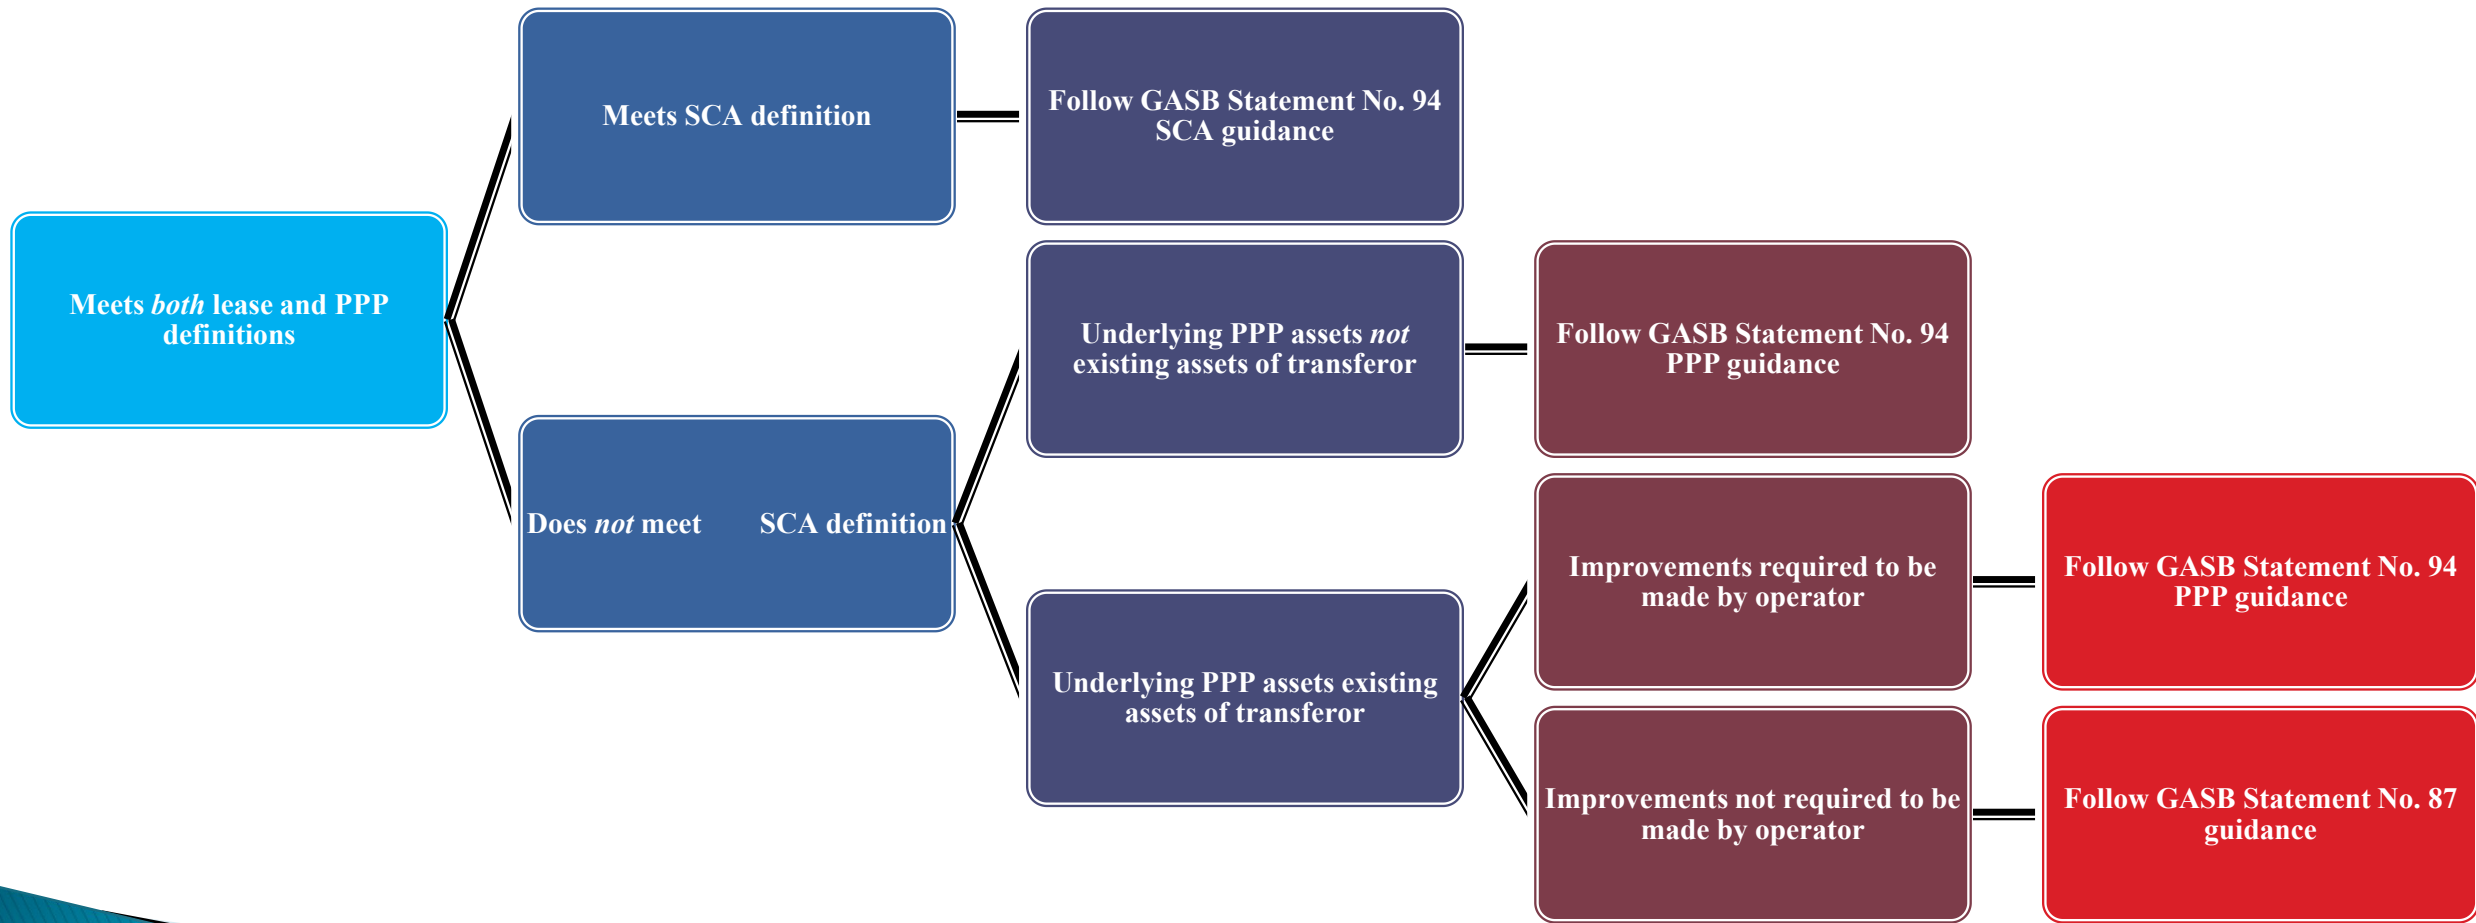 Meets SCA definition
Follow GASB Statement No. 94
SCA guidance
Meets both lease and PPP
definitions
Underlying PPP assets not
existing assets of transferor
Follow GASB Statement No. 94
PPP guidance
Does not meet SCA definition
Improvements required to be
made by operator
Follow GASB Statement No. 94
PPP guidance
Underlying PPP assets existing
assets of transferor
Improvements not required to be
made by operator
Follow GASB Statement No. 87
guidance